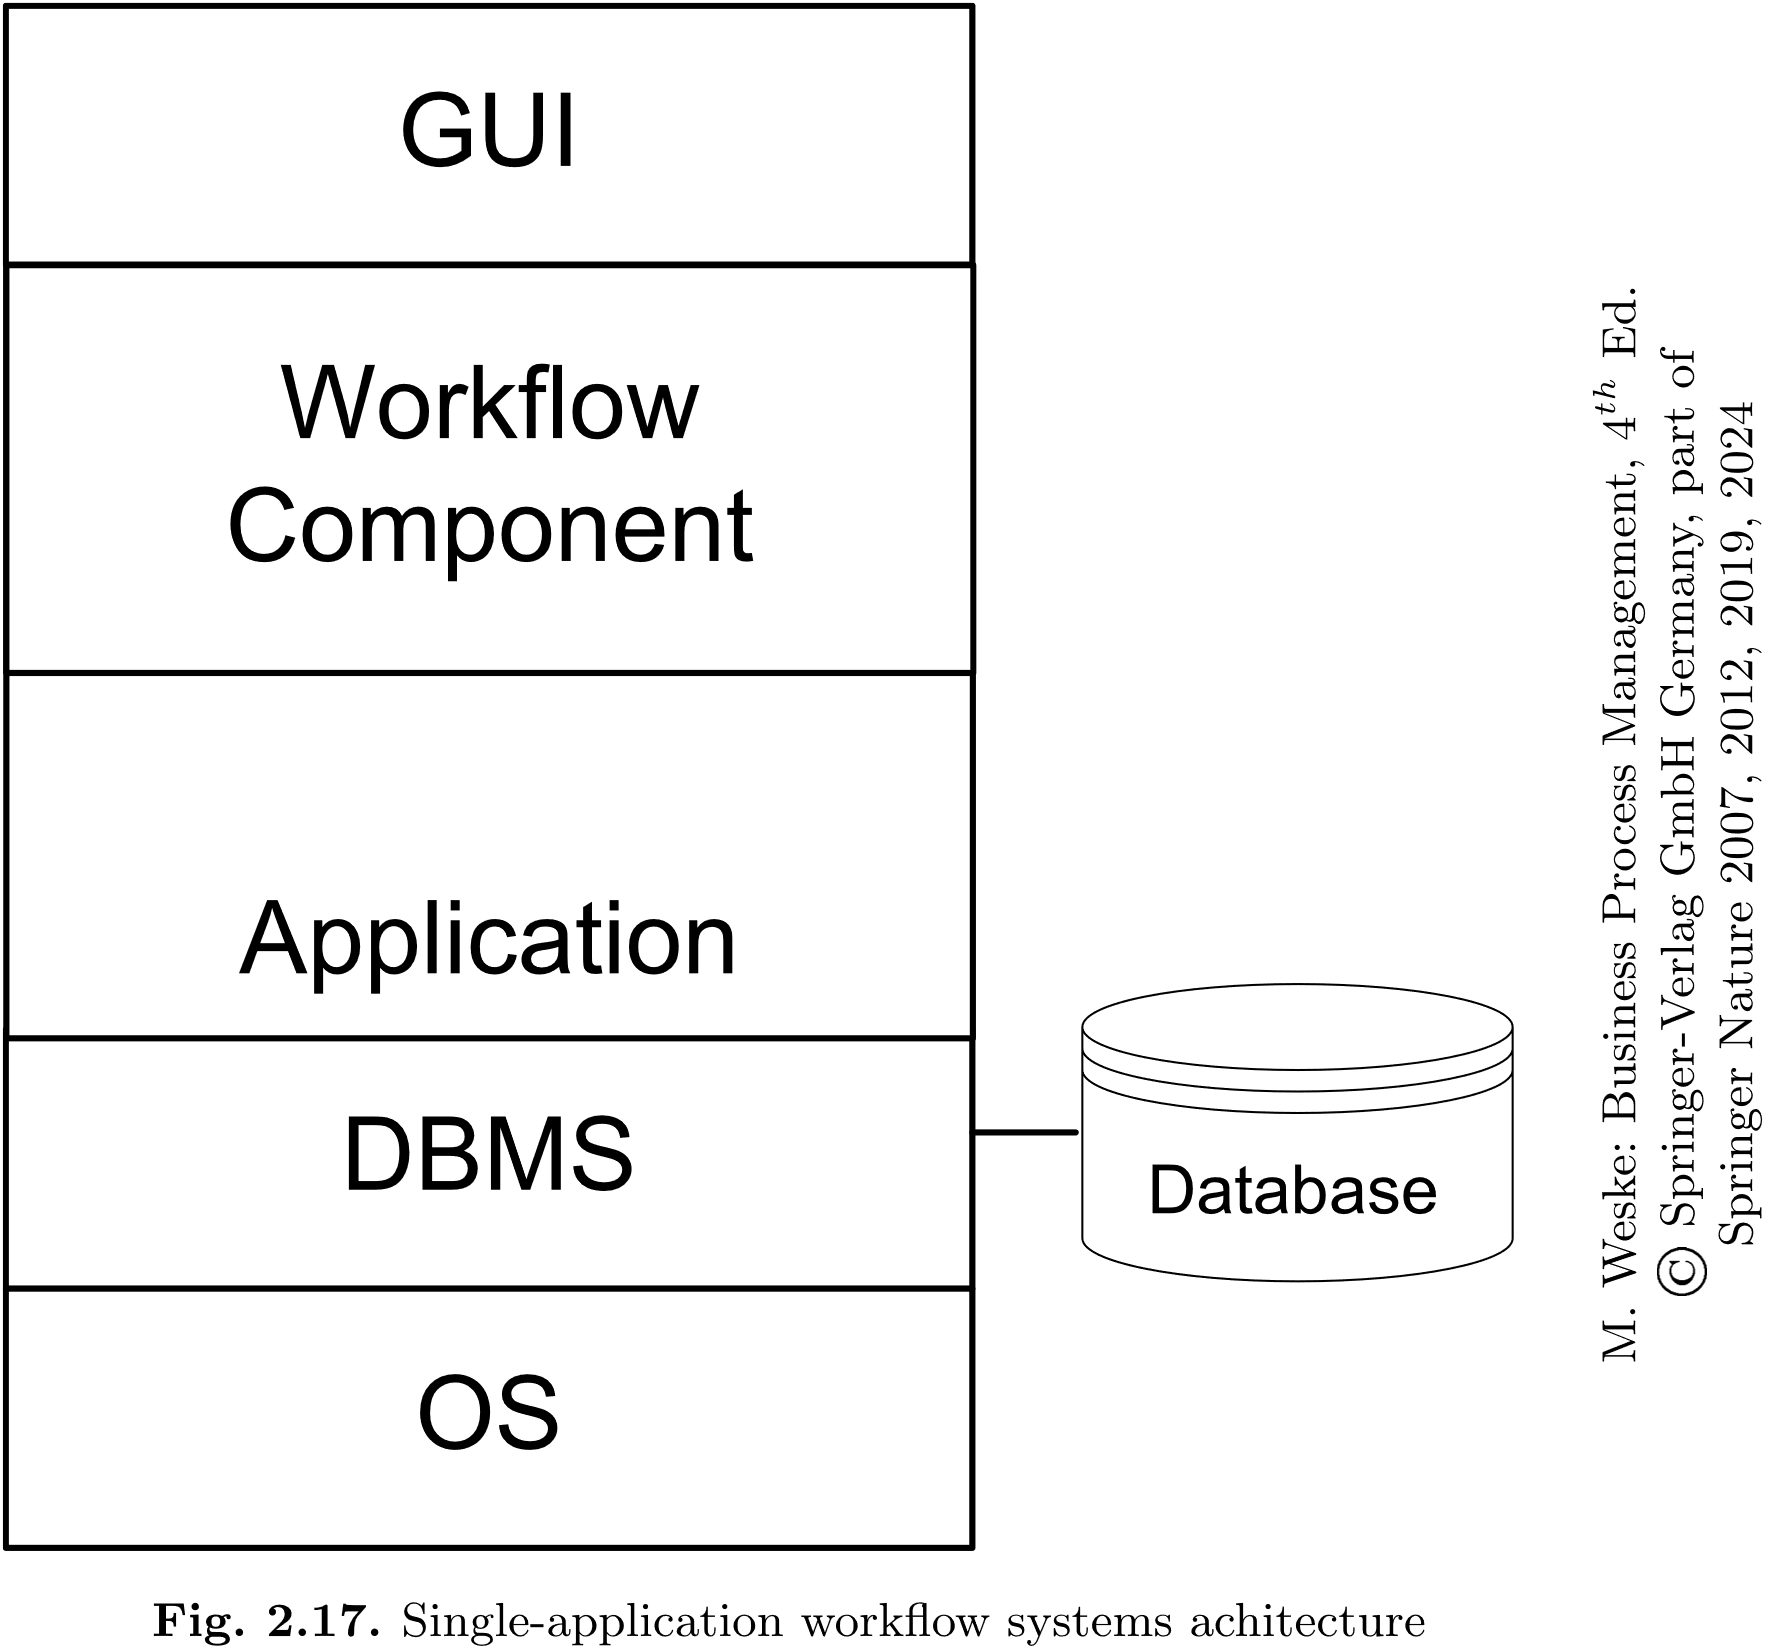 GUI
Workflow
Component
Application
DBMS
Database
OS
M. Weske: Business Process Management, 4th Ed.
© Springer-Verlag GmbH Germany, part of
Springer Nature 2007, 2012, 2019, 2024
Fig. 2.17. Single-application workflow systems achitecture